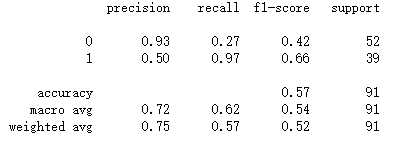 precision recall f1-score support
0 0.93 0.27 0.42 52
1 0.50 0.97 0.66 39
accuracy 0.57 91
macro avg 0.72 0.62 0.54 91
weighted avg 0.75 0.57 0.52 91